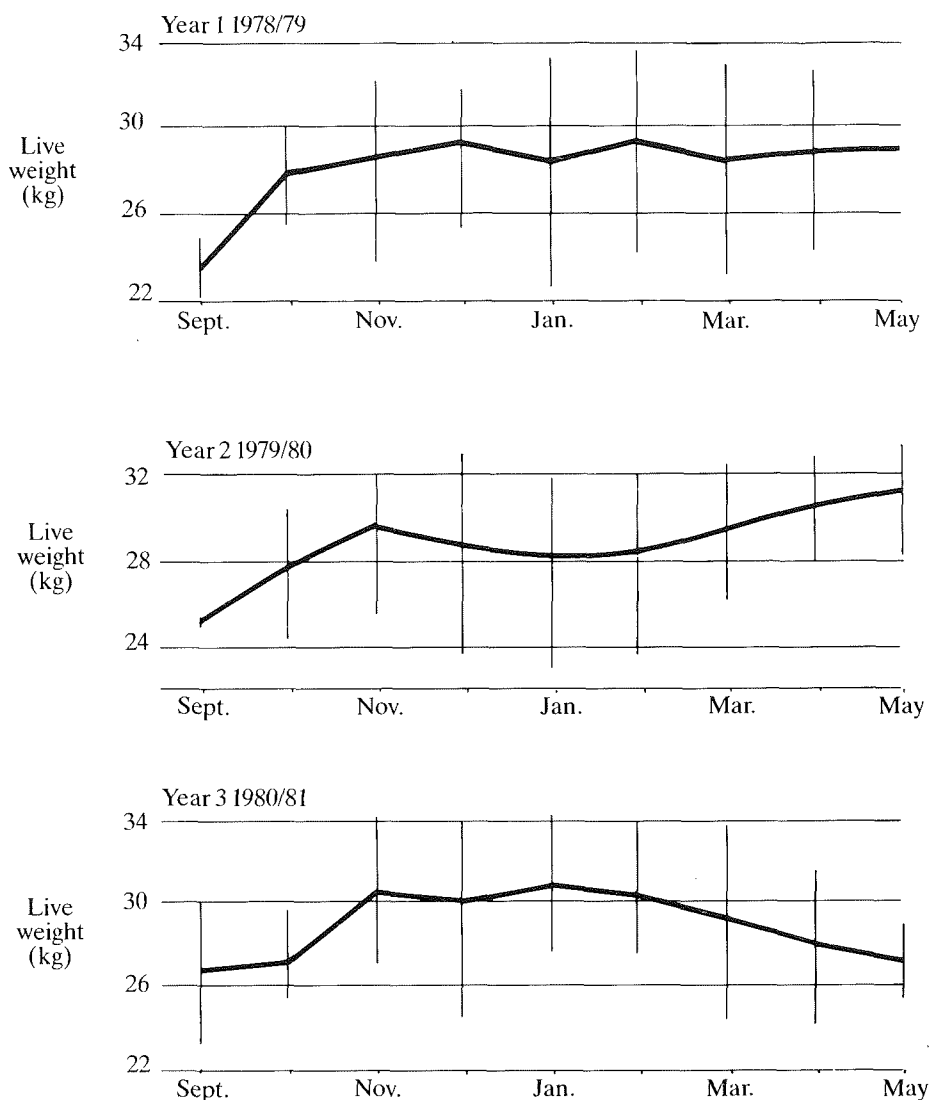 Year 1 1978/79
34
30
26
22
Live
weight
(kg)
Sept.
Nov.
Jan.
Mar.
May
Year 2 1979/80
32
28
24
Live
weight
(kg)
Sept.
Nov.
Jan.
Mar.
May
Year 3 1980/81
34
30
26
22
Live
weight
(kg)
Sept.
Nov.
Jan.
Mar.
May